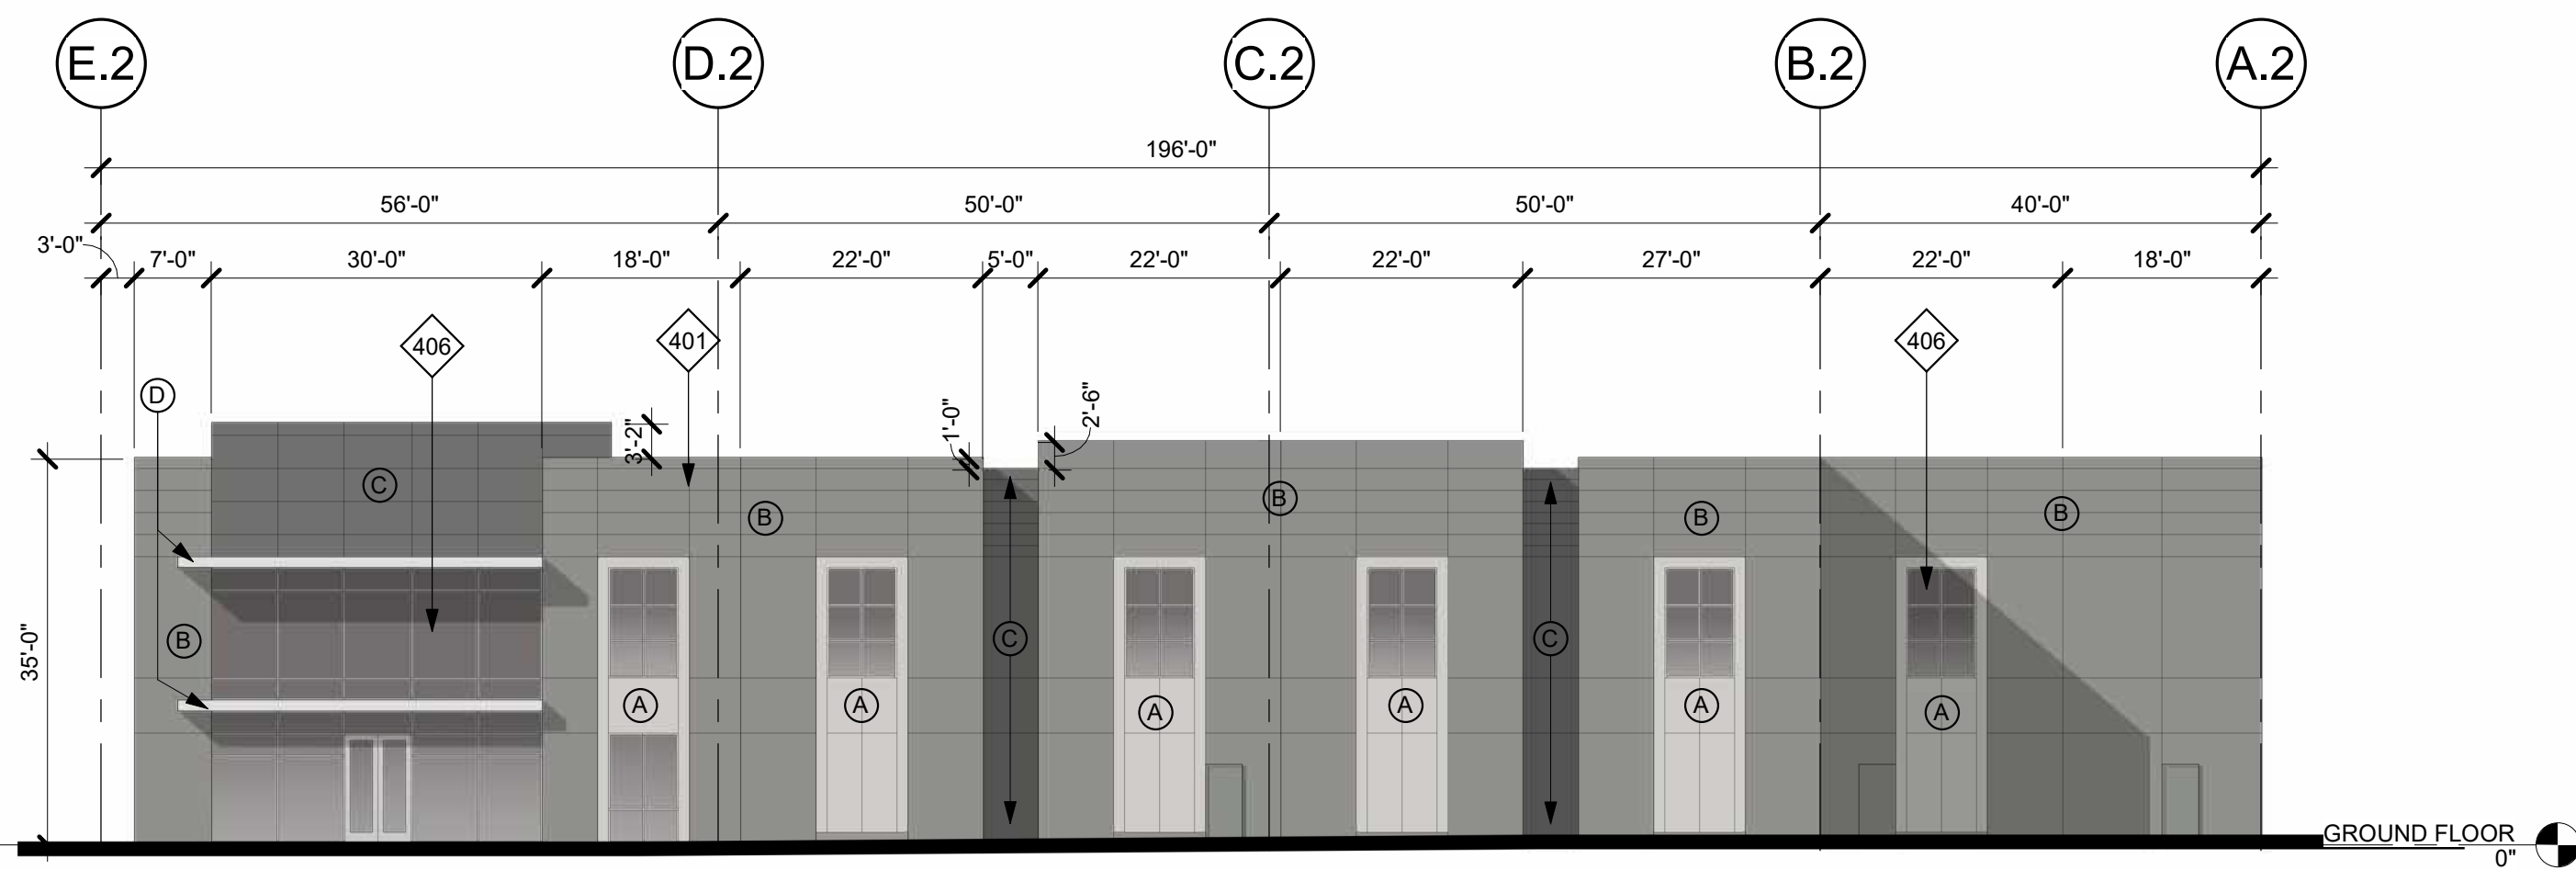 E.2 D.2 C.2 B.2 A.2
196'-0"
56'-0" 50'-0" 50'-0" 40'-0"
3'-0" 7'-0" 30'-0" 18'-0" 22'-0" 5'-0" 22'-0" 22'-0" 27'-0" 22'-0" 18'-0"
406 401 406
D 3'-2" 1'-0" 2'-6"
C B B B B
35'-0" B C C
A A A A A A
GROUND FLOOR
0"